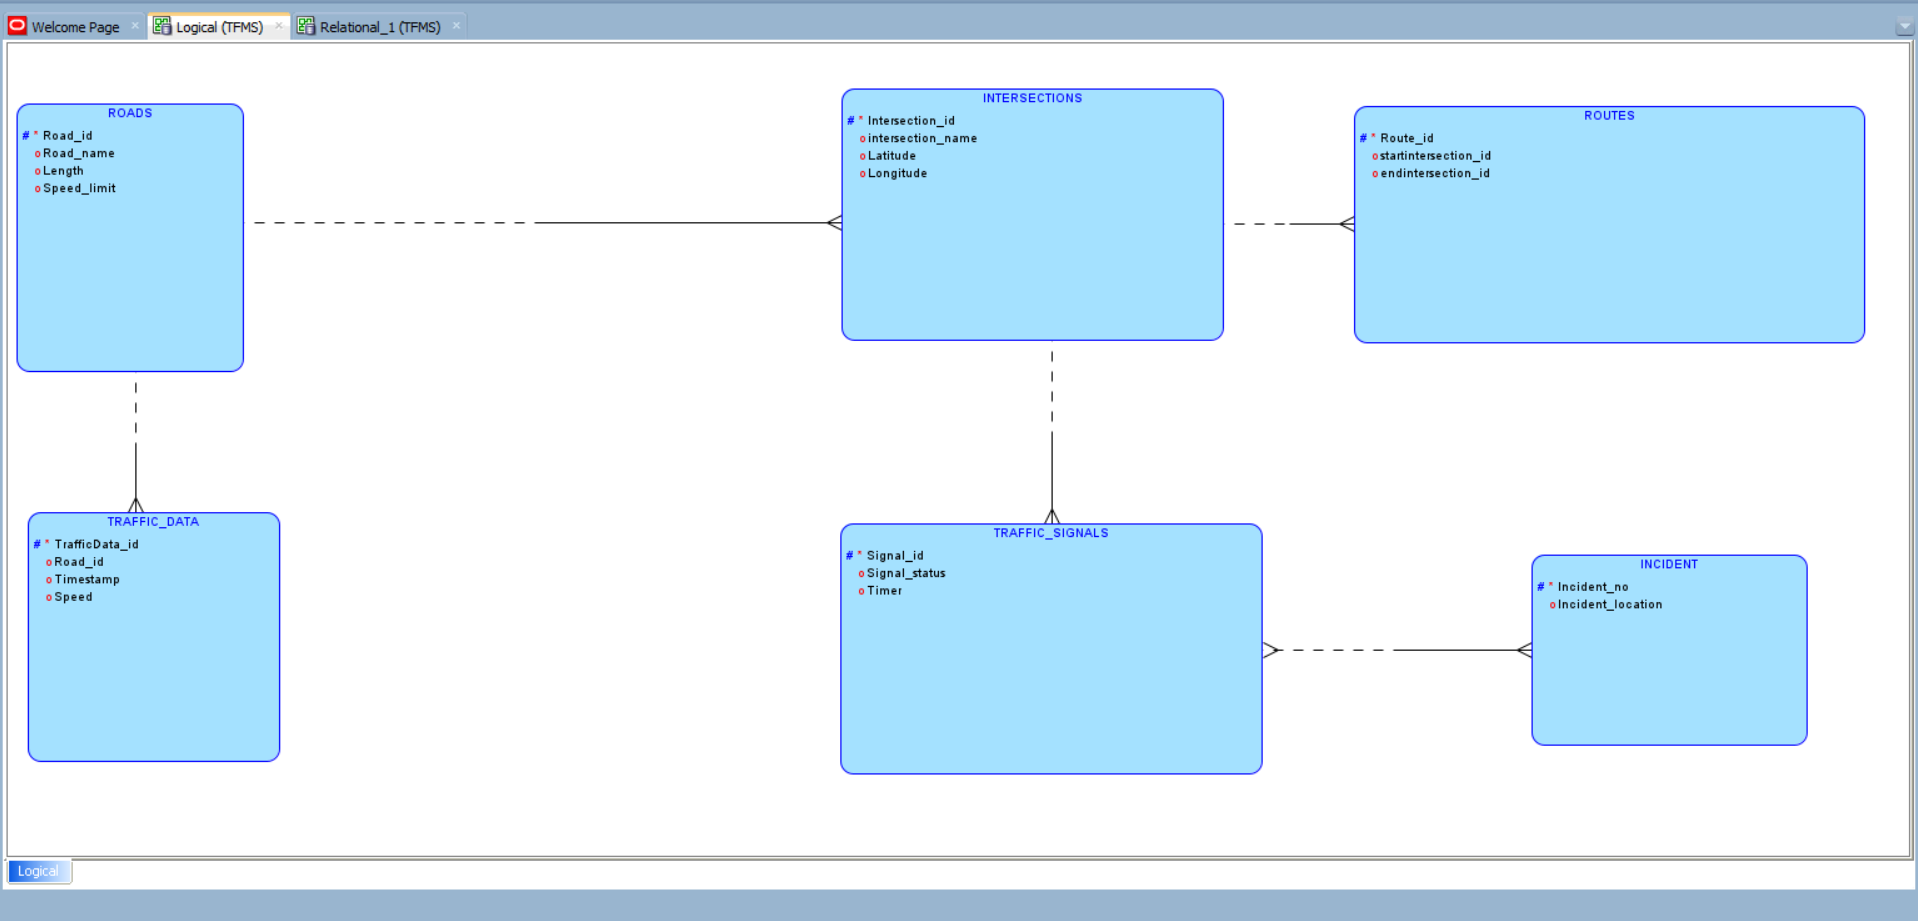 Welcome Page
Logical (TFMS)
Relational_1 (TFMS)
ROADS
# * Road_id
o Road_name
o Length
o Speed_limit
INTERSECTIONS
# * Intersection_id
o intersection_name
o Latitude
o Longitude
ROUTES
# * Route_id
o startintersection_id
o endintersection_id
TRAFFIC_DATA
# * TrafficData_id
o Road_id
o Timestamp
o Speed
TRAFFIC_SIGNALS
# * Signal_id
o Signal_status
o Timer
INCIDENT
# * Incident_no
o Incident_location
Logical